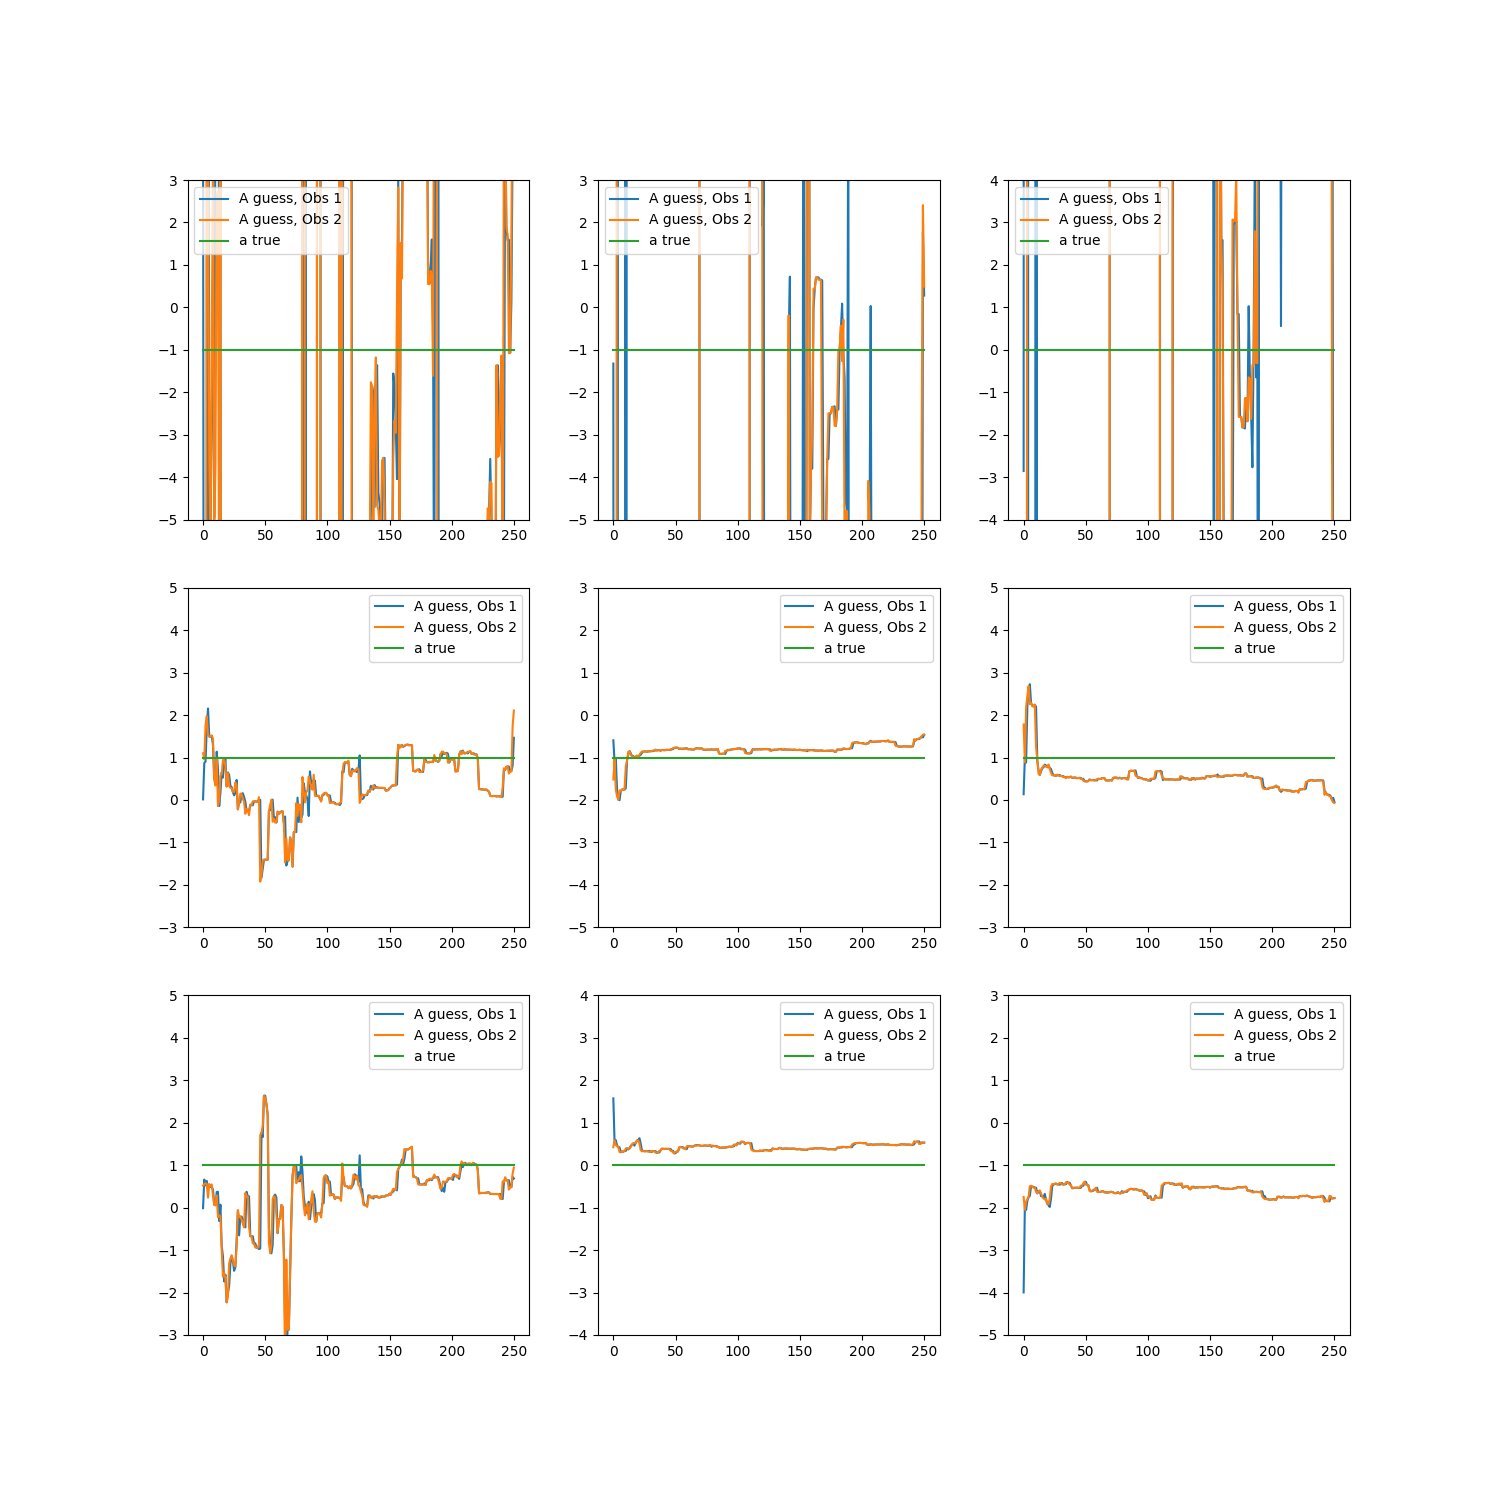 3 3 4
A guess, Obs 1 A guess, Obs 1 A guess, Obs 1
2 2 3
A guess, Obs 2 A guess, Obs 2 A guess, Obs 2
a true a true a true
1 1 2
0 0 1
−1 −1 0
−2 −2 −1
−3 −3 −2
−4 −4 −3
−5 −5 −4
0 50 100 150 200 250 0 50 100 150 200 250 0 50 100 150 200 250
5 3 5
A guess, Obs 1 A guess, Obs 1 A guess, Obs 1
4 2 4
A guess, Obs 2 A guess, Obs 2 A guess, Obs 2
a true a true a true
3 1 3
2 0 2
1 −1 1
0 −2 0
−1 −3 −1
−2 −4 −2
−3 −5 −3
0 50 100 150 200 250 0 50 100 150 200 250 0 50 100 150 200 250
5 4 3
A guess, Obs 1 A guess, Obs 1 A guess, Obs 1
4 3 2
A guess, Obs 2 A guess, Obs 2 A guess, Obs 2
a true a true a true
3 2 1
2 1 0
1 0 −1
0 −1 −2
−1 −2 −3
−2 −3 −4
−3 −4 −5
0 50 100 150 200 250 0 50 100 150 200 250 0 50 100 150 200 250